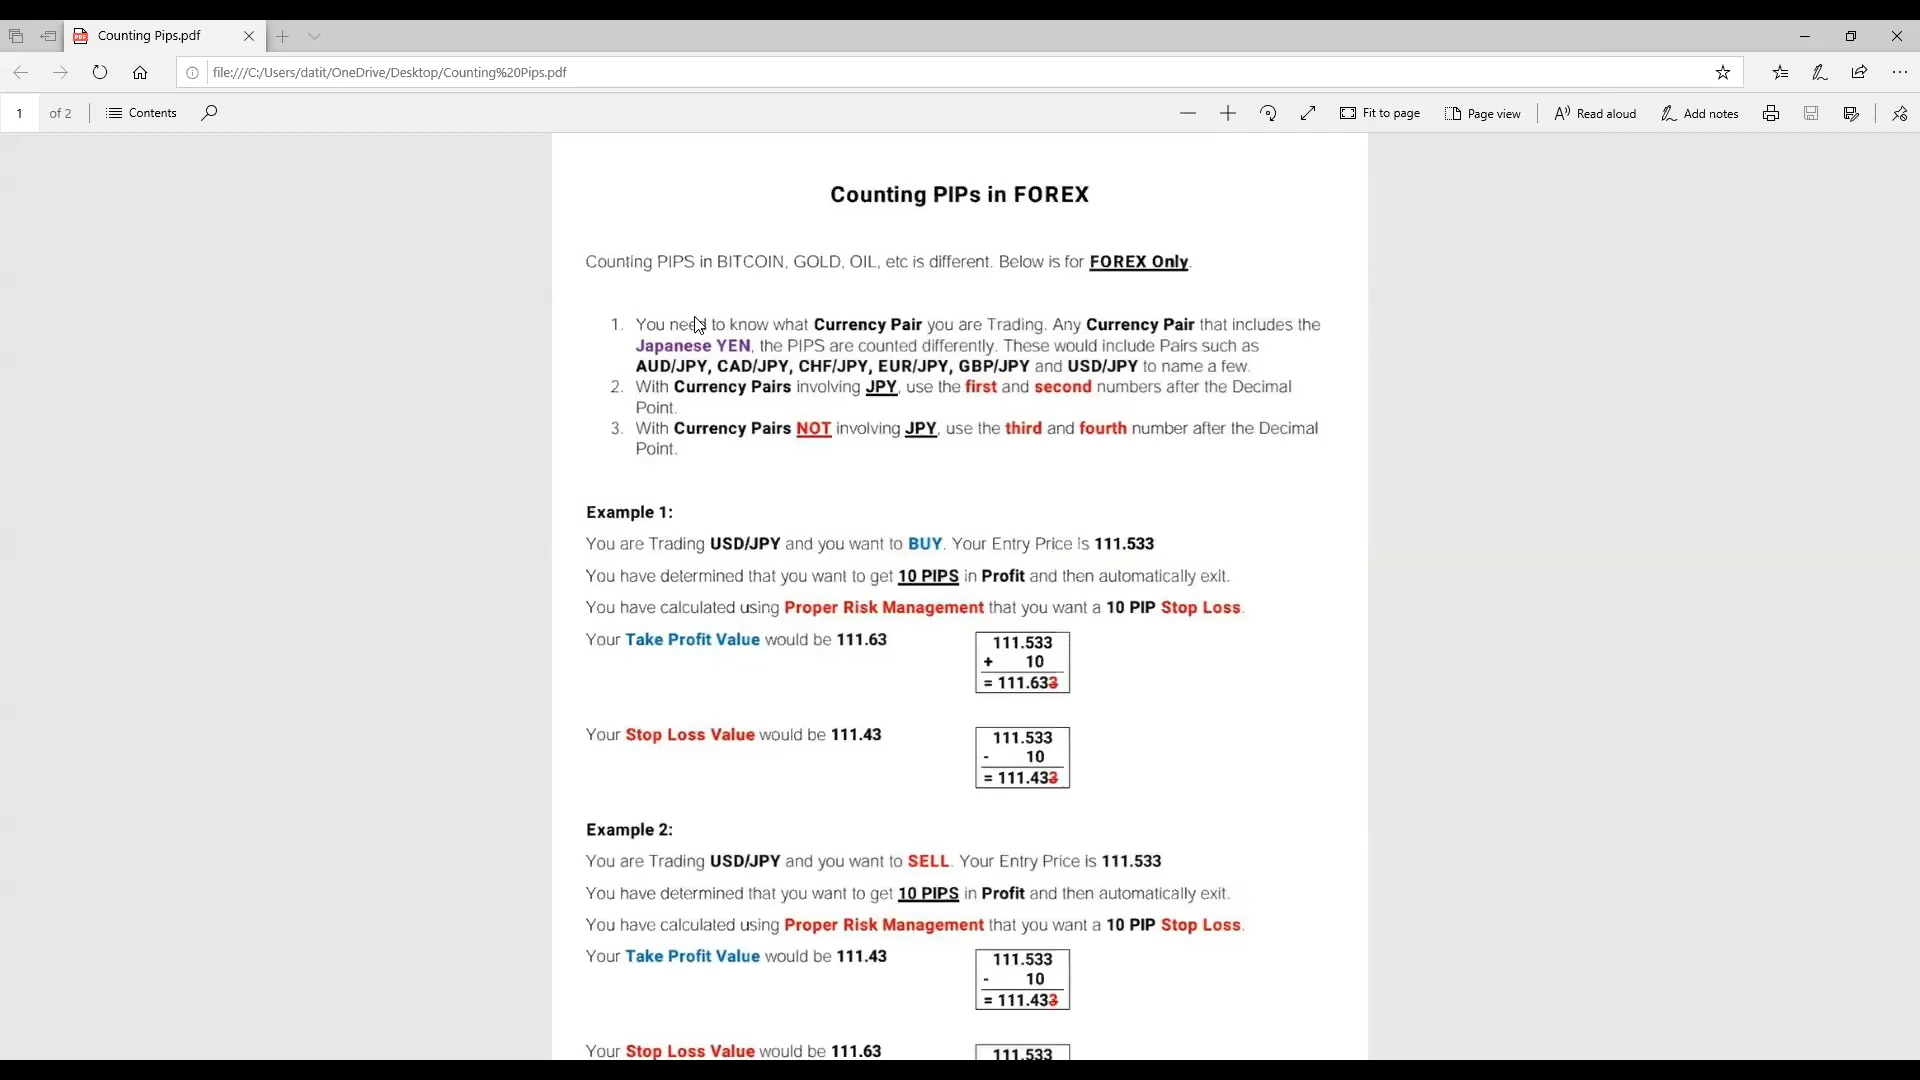 Counting Pips.pdf
file:///C:/Users/datit/OneDrive/Desktop/Counting%20Pips.pdf
1 of 2 Contents Fit to page Page view Read aloud Add notes
Counting PIPs in FOREX
Counting PIPS in BITCOIN, GOLD, OIL, etc is different. Below is for FOREX Only.
1. You need to know what Currency Pair you are Trading. Any Currency Pair that includes the
Japanese YEN, the PIPS are counted differently. These would include Pairs such as
AUD/JPY, CAD/JPY, CHF/JPY, EUR/JPY, GBP/JPY and USD/JPY to name a few.
2. With Currency Pairs involving JPY, use the first and second numbers after the Decimal
Point.
3. With Currency Pairs NOT involving JPY, use the third and fourth number after the Decimal
Point.
Example 1:
You are Trading USD/JPY and you want to BUY. Your Entry Price is 111.533
You have determined that you want to get 10 PIPS in Profit and then automatically exit.
You have calculated using Proper Risk Management that you want a 10 PIP Stop Loss.
Your Take Profit Value would be 111.63
111.533
+ 10
= 111.633
Your Stop Loss Value would be 111.43
111.533
- 10
= 111.433
Example 2:
You are Trading USD/JPY and you want to SELL. Your Entry Price is 111.533
You have determined that you want to get 10 PIPS in Profit and then automatically exit.
You have calculated using Proper Risk Management that you want a 10 PIP Stop Loss.
Your Take Profit Value would be 111.43
111.533
- 10
= 111.433
Your Stop Loss Value would be 111.63
111.533